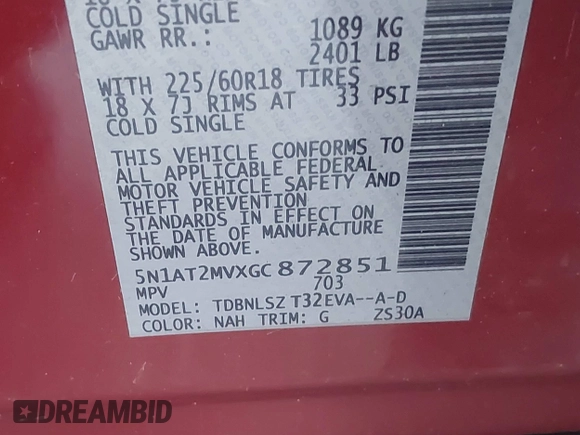 COLD SINGLE
GAWR RR.: 1089 KG
2401 LB
WITH 225/60R18 TIRES
18 X 7J RIMS AT 33 PSI
COLD SINGLE
THIS VEHICLE CONFORMS TO
ALL APPLICABLE FEDERAL
MOTOR VEHICLE SAFETY AND
THEFT PREVENTION
STANDARDS IN EFFECT ON
THE DATE OF MANUFACTURE
SHOWN ABOVE.
5N1AT2MVXGC872851
MPV 703
MODEL: TDBNLSZ T32EVA--A-D
COLOR: NAH TRIM: G ZS30A
DREAMBID